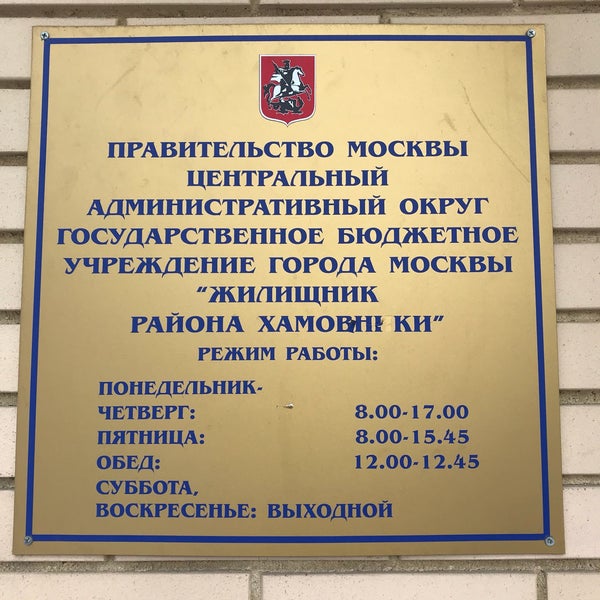 ПРАВИТЕЛЬСТВО МОСКВЫ
ЦЕНТРАЛЬНЫЙ
АДМИНИСТРАТИВНЫЙ ОКРУГ
ГОСУДАРСТВЕННОЕ БЮДЖЕТНОЕ
УЧРЕЖДЕНИЕ ГОРОДА МОСКВЫ
"ЖИЛИЩНИК
РАЙОНА ХАМОВНИКИ"
РЕЖИМ РАБОТЫ:
ПОНЕДЕЛЬНИК-
ЧЕТВЕРГ: 8.00-17.00
ПЯТНИЦА: 8.00-15.45
ОБЕД: 12.00-12.45
СУББОТА,
ВОСКРЕСЕНЬЕ: ВЫХОДНОЙ